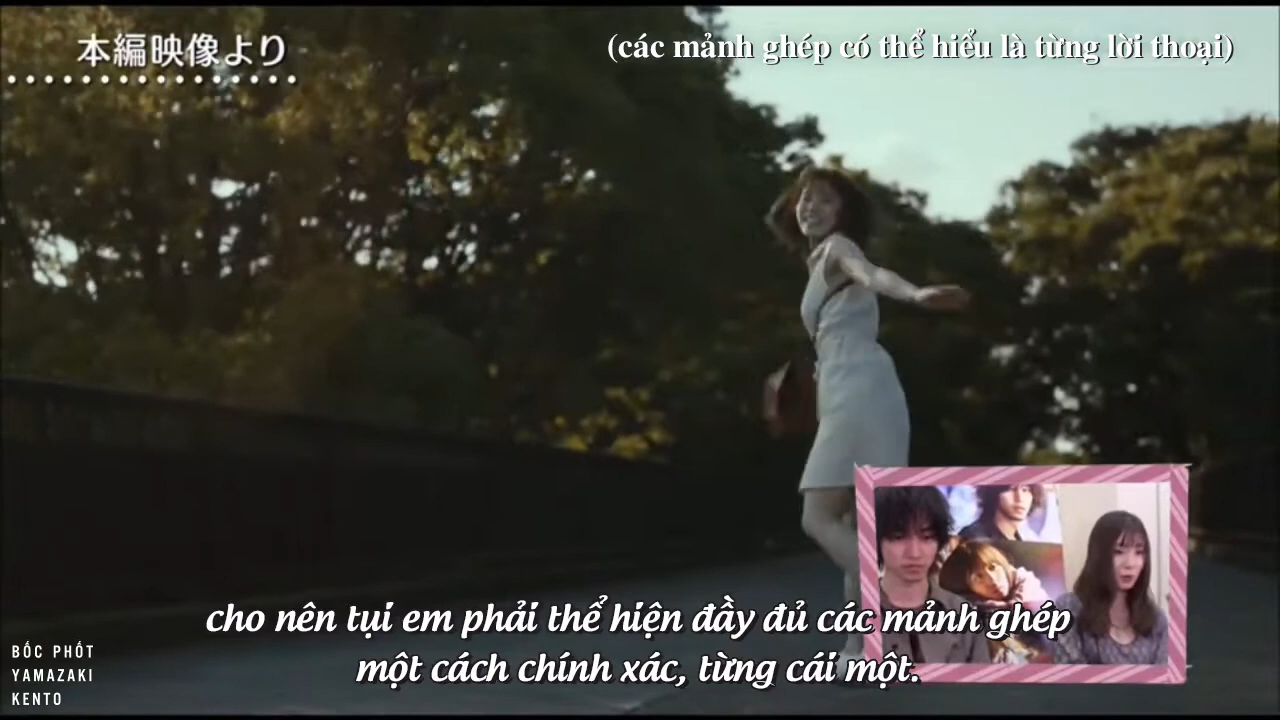 本編映像より
(các mảnh ghép có thể hiểu là từng lời thoại)
cho nên tụi em phải thể hiện đầy đủ các mảnh ghép
một cách chính xác, từng cái một.
BỐC PHỐT
YAMAZAKI
KENTO